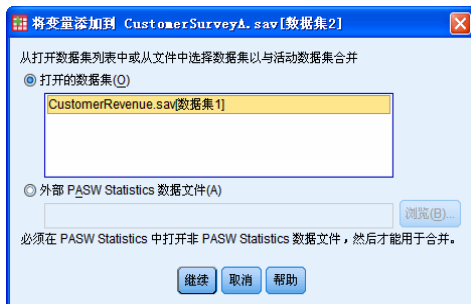 将变量添加到 CustomerSurveyA.sav[数据集2]
从打开数据集列表中或从文件中选择数据集以与活动数据集合并
打开的数据集(O)
CustomerRevenue.sav[数据集1]
外部 PASW Statistics 数据文件(A)
浏览(B)...
必须在 PASW Statistics 中打开非 PASW Statistics 数据文件，然后才能用于合并。
继续 取消 帮助